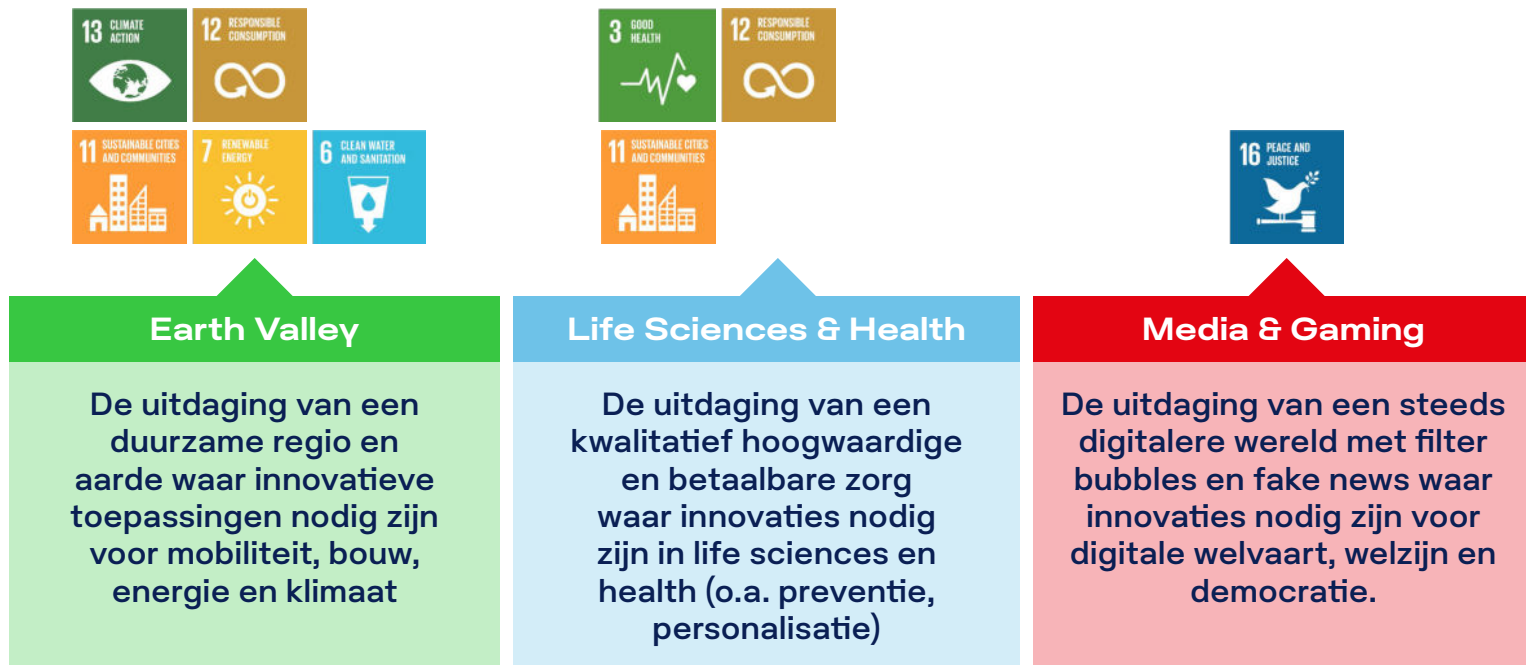 13 CLIMATE
ACTION
12 RESPONSIBLE
CONSUMPTION
11 SUSTAINABLE CITIES
AND COMMUNITIES
7 RENEWABLE
ENERGY
6 CLEAN WATER
AND SANITATION
Earth Valley
De uitdaging van een
duurzame regio en
aarde waar innovatieve
toepassingen nodig zijn
voor mobiliteit, bouw,
energie en klimaat
3 GOOD
HEALTH
12 RESPONSIBLE
CONSUMPTION
11 SUSTAINABLE CITIES
AND COMMUNITIES
Life Sciences & Health
De uitdaging van een
kwalitatief hoogwaardige
en betaalbare zorg
waar innovaties nodig
zijn in life sciences en
health (o.a. preventie,
personalisatie)
16 PEACE AND
JUSTICE
Media & Gaming
De uitdaging van een steeds
digitalere wereld met filter
bubbles en fake news waar
innovaties nodig zijn voor
digitale welvaart, welzijn en
democratie.